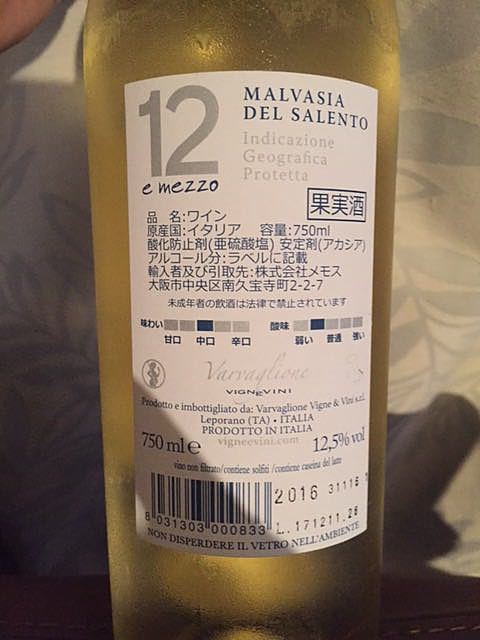 12
e mezzo
MALVASIA
DEL SALENTO
Indicazione
Geografica
Protetta
果実酒
品 名:ワイン
原産国:イタリア 容量:750ml
酸化防止剤(亜硫酸塩) 安定剤(アカシア)
アルコール分:ラベルに記載
輸入者及び引取先:株式会社メモス
大阪市中央区南久宝寺町2-2-7
未成年者の飲酒は法律で禁止されています
味わい 酸味
甘口 中口 辛口 弱い 普通 強い
Varvaglione
VIGNEVINI
Prodotto e imbottigliato da: Varvaglione Vigne & Vini s.r.l.
Leporano (TA) • ITALIA
PRODOTTO IN ITALIA
vigneevini.com
750 ml e 12,5% vol
vino non filtrato/contiene solfiti /contiene caseina del latte
2016 31115
8 031303 000833 L.171211.26
NON DISPERDERE IL VETRO NELL'AMBIENTE